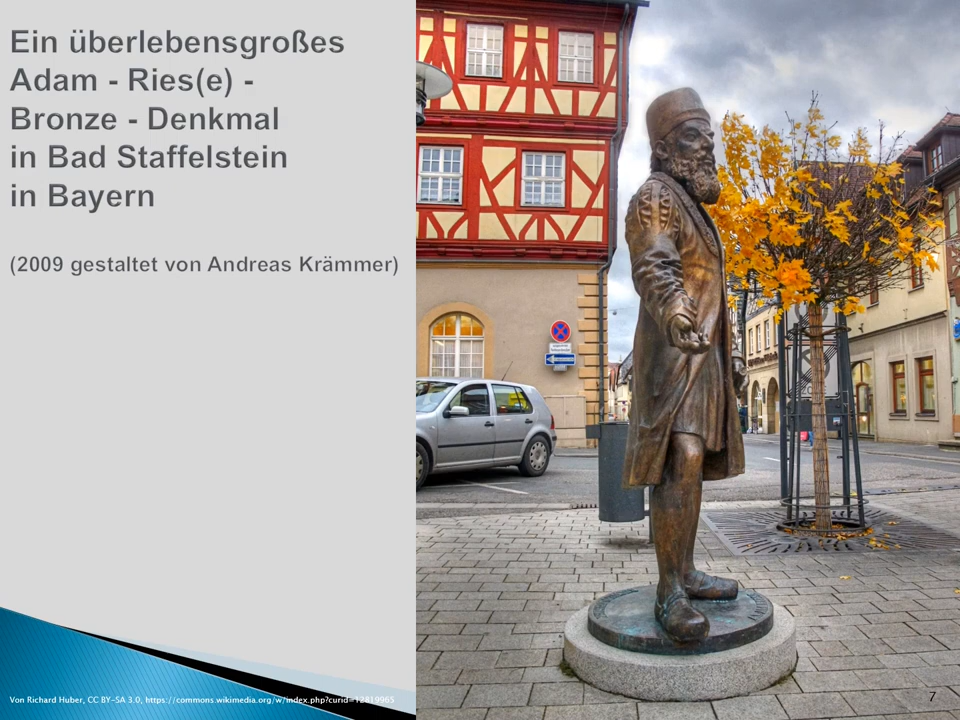 Ein überlebensgroßes
Adam - Ries(e) -
Bronze - Denkmal
in Bad Staffelstein
in Bayern
(2009 gestaltet von Andreas Krämmer)
Von Richard Huber, CC BY-SA 3.0, https://commons.wikimedia.org/w/index.php?curid=12819965
7